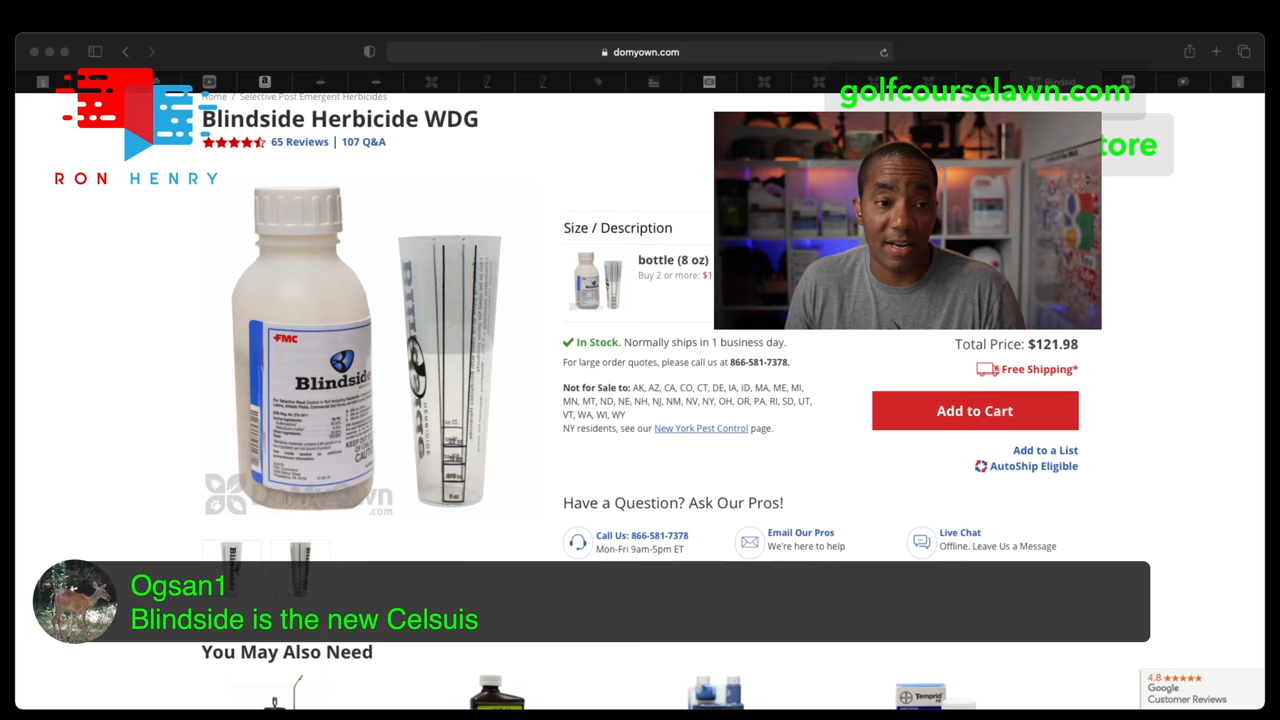 domyown.com
golfcourselawn.com
tore
Home / Selective Post Emergent Herbicides
Blindside Herbicide WDG
65 Reviews | 107 Q&A
RON HENRY
Size / Description
bottle (8 oz)
Buy 2 or more: $1
FMC
Blindside
DoMyOwn
.com
In Stock. Normally ships in 1 business day.
For large order quotes, please call us at 866-581-7378.
Total Price: $121.98
Free Shipping*
Not for Sale to: AK, AZ, CA, CO, CT, DE, IA, ID, MA, ME, MI,
MN, MT, ND, NE, NH, NJ, NM, NV, NY, OH, OR, PA, RI, SD, UT,
VT, WA, WI, WY
NY residents, see our New York Pest Control page.
Add to Cart
Add to a List
AutoShip Eligible
Have a Question? Ask Our Pros!
Call Us: 866-581-7378
Mon-Fri 9am-5pm ET
Email Our Pros
We're here to help
Live Chat
Offline. Leave Us a Message
Ogsan1
Blindside is the new Celsuis
You May Also Need
Temprid
4.8
Google
Customer Reviews